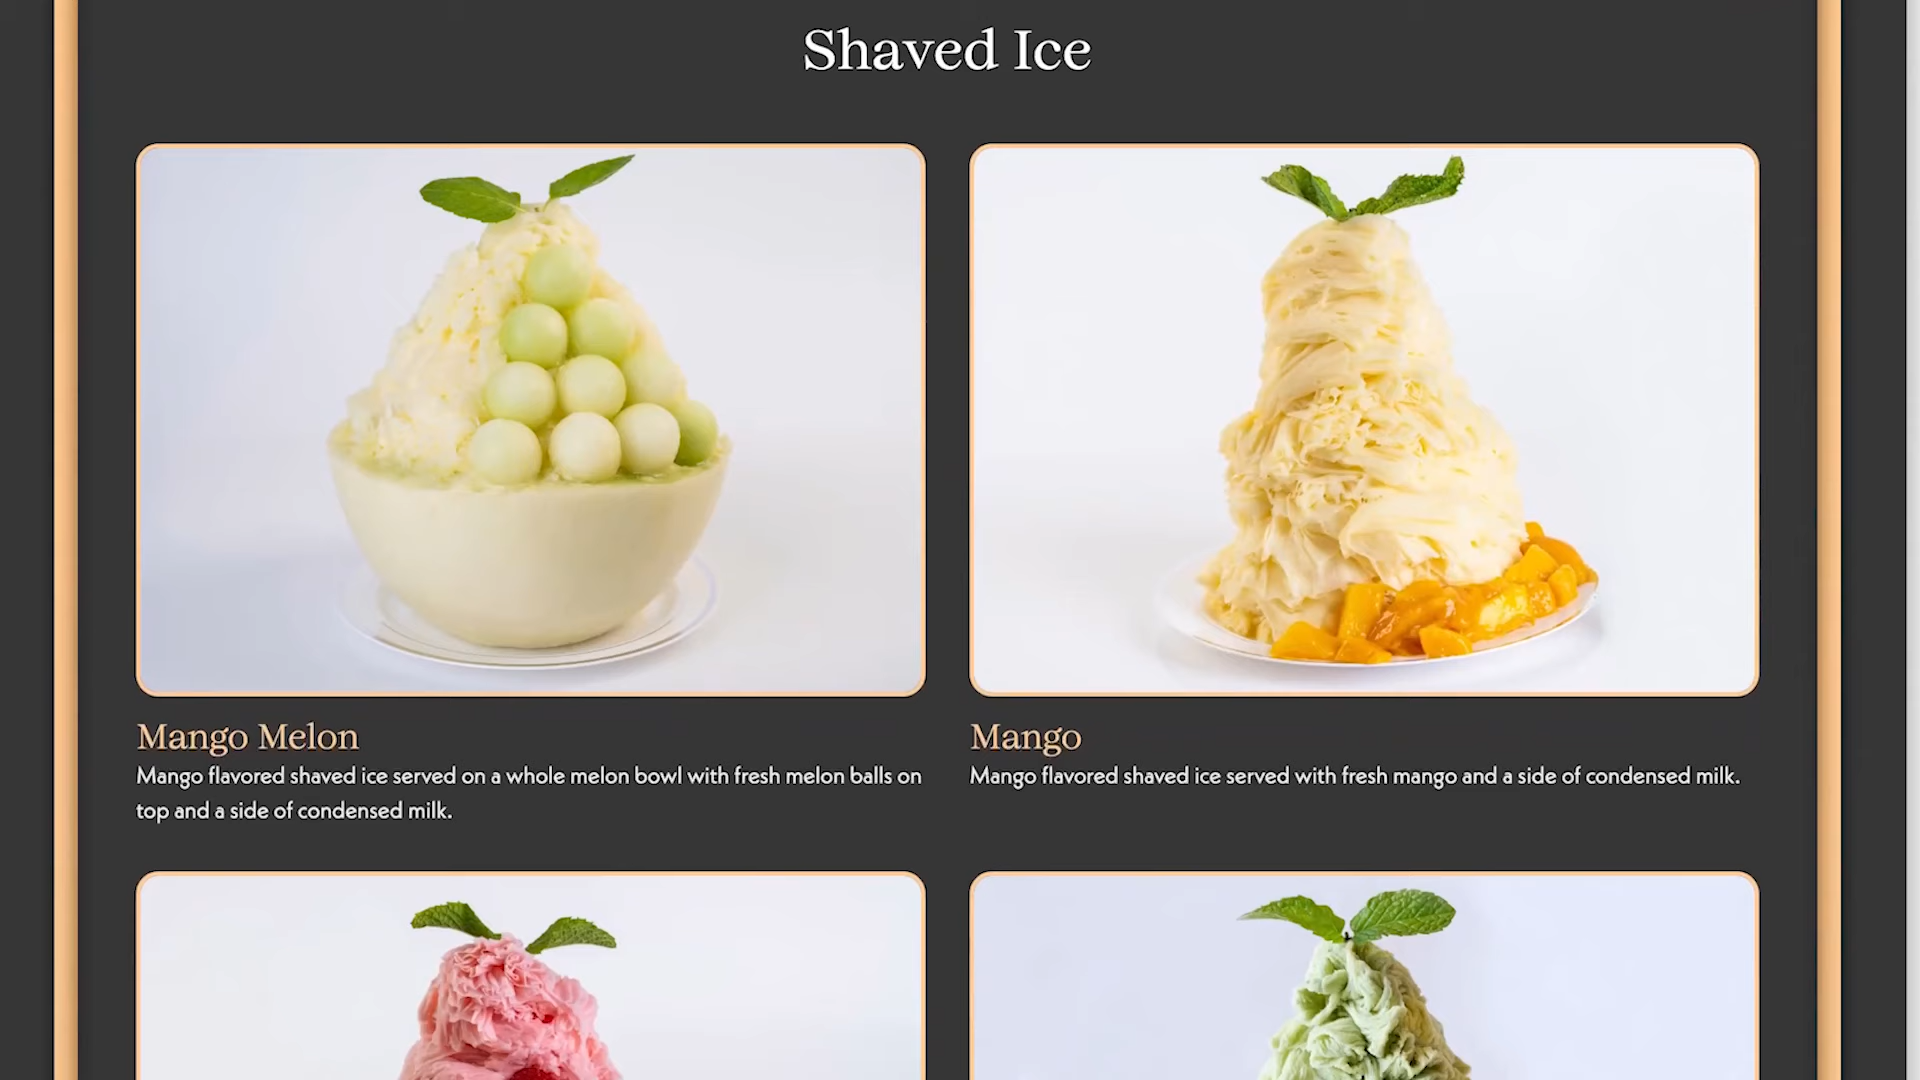 Shaved Ice
Mango Melon
Mango flavored shaved ice served on a whole melon bowl with fresh melon balls on
top and a side of condensed milk.
Mango
Mango flavored shaved ice served with fresh mango and a side of condensed milk.